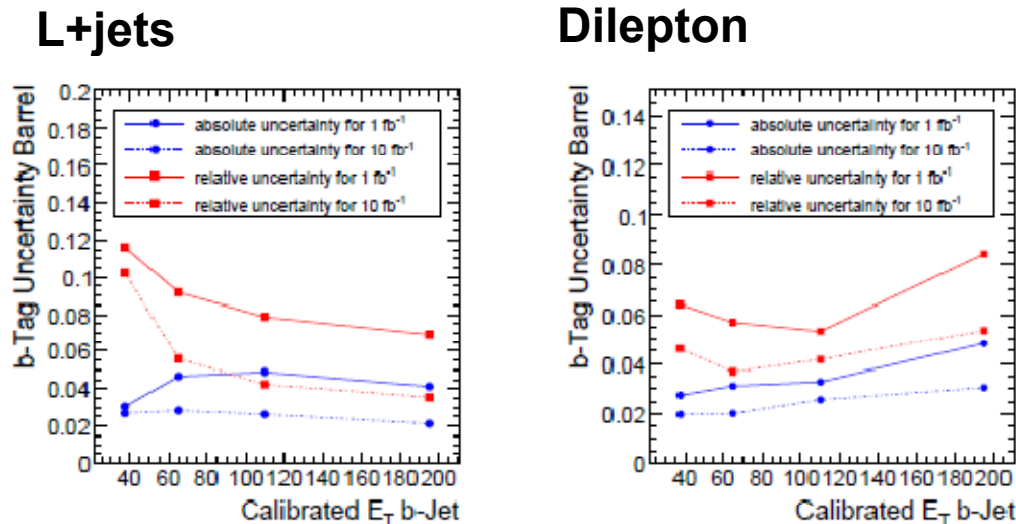 L+jets
b-Tag Uncertainty Barrel
0.2
0.18
0.16
0.14
0.12
0.1
0.08
0.06
0.04
0.02
0
absolute uncertainty for 1 fb⁻¹
absolute uncertainty for 10 fb⁻¹
relative uncertainty for 1 fb⁻¹
relative uncertainty for 10 fb⁻¹
40 60 80 100 120 140 160 180 200
Calibrated E_T b-Jet
Dilepton
b-Tag Uncertainty Barrel
0.14
0.12
0.1
0.08
0.06
0.04
0.02
0
absolute uncertainty for 1 fb⁻¹
absolute uncertainty for 10 fb⁻¹
relative uncertainty for 1 fb⁻¹
relative uncertainty for 10 fb⁻¹
40 60 80 100 120 140 160 180 200
Calibrated E_T b-Jet